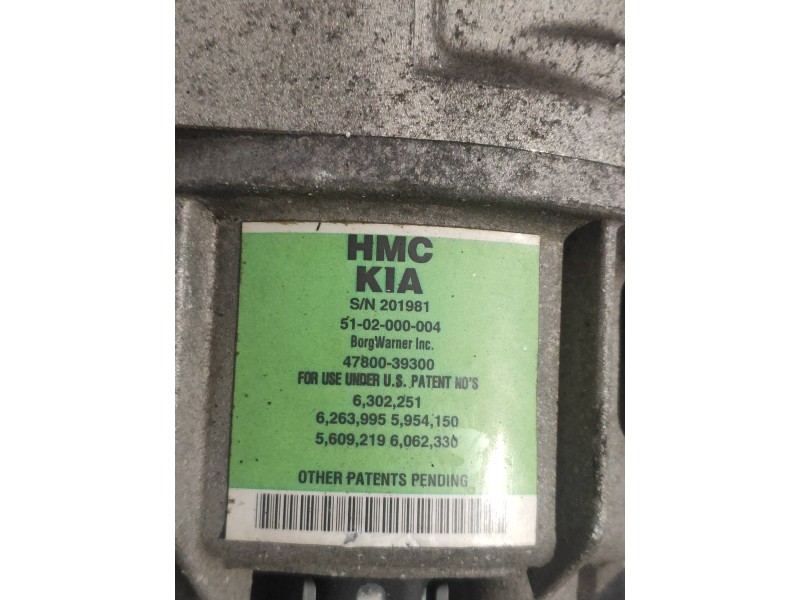 HMC
KIA
S/N 201981
51-02-000-004
BorgWarner Inc.
47800-39300
FOR USE UNDER U.S. PATENT NO'S
6,302,251
6,263,995 5,954,150
5,609,219 6,062,330
OTHER PATENTS PENDING